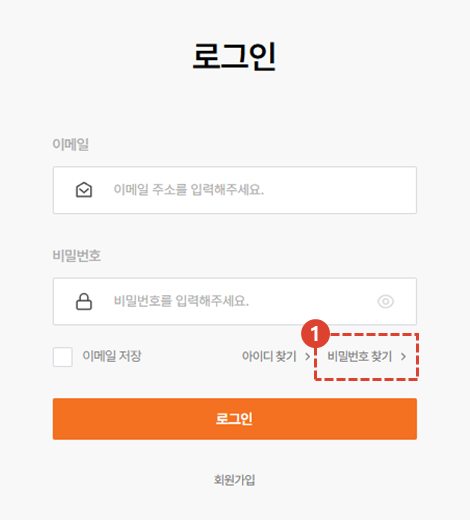 로그인
이메일
이메일 주소를 입력해주세요.
비밀번호
비밀번호를 입력해주세요.
1
이메일 저장 아이디 찾기 > 비밀번호 찾기 >
로그인
회원가입